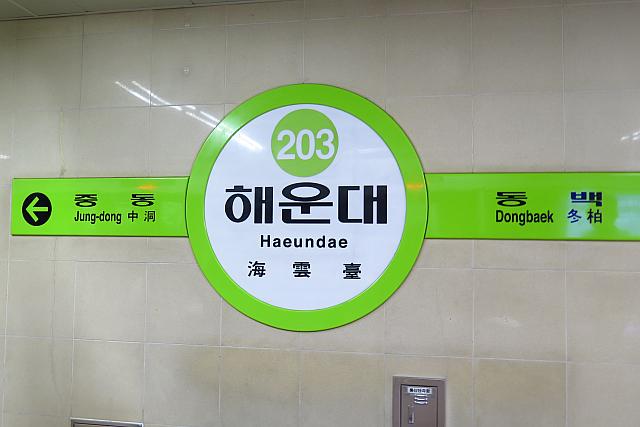 203
해운대
Haeundae
海雲臺
중동
Jung-dong 中洞
동백
Dongbaek 冬柏